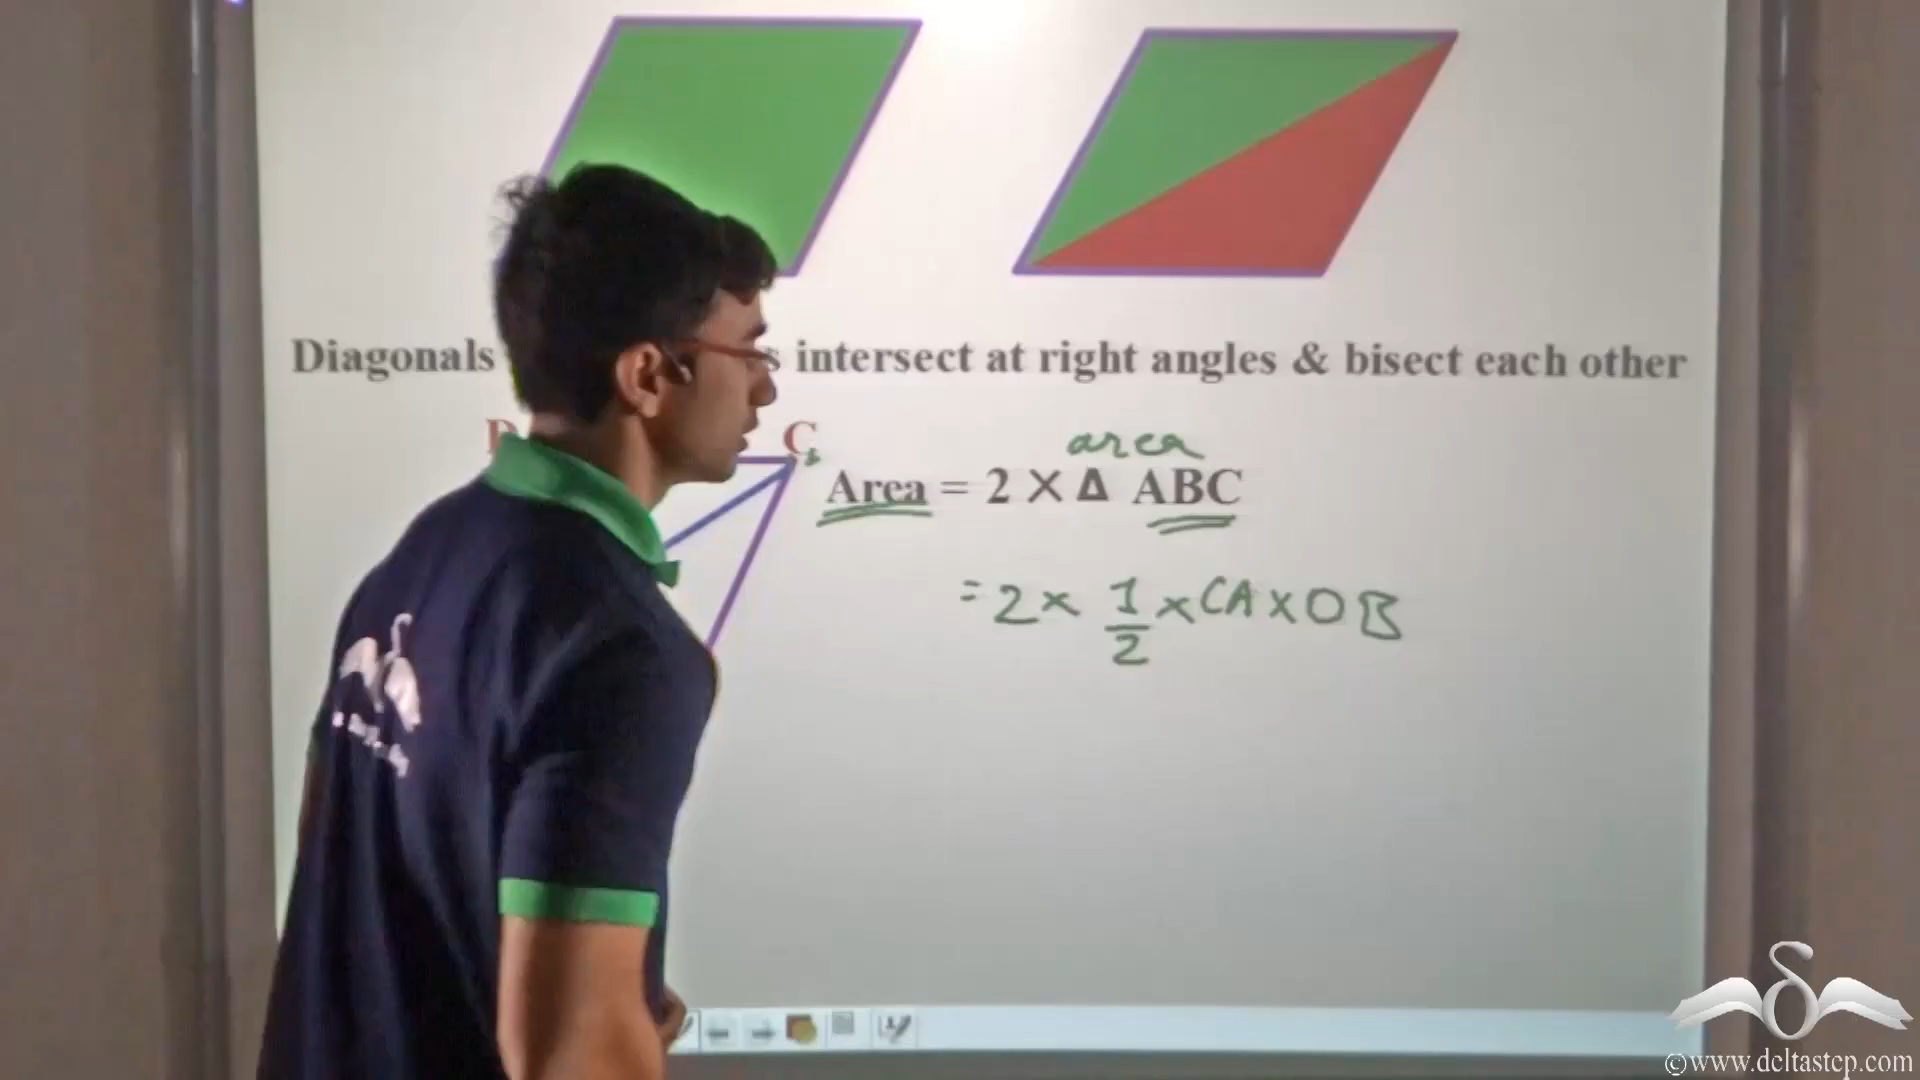 Diagonals s intersect at right angles & bisect each other
D C
area
Area = 2 × Δ ABC
= 2 × 1/2 × CA × OB
©www.deltastep.com